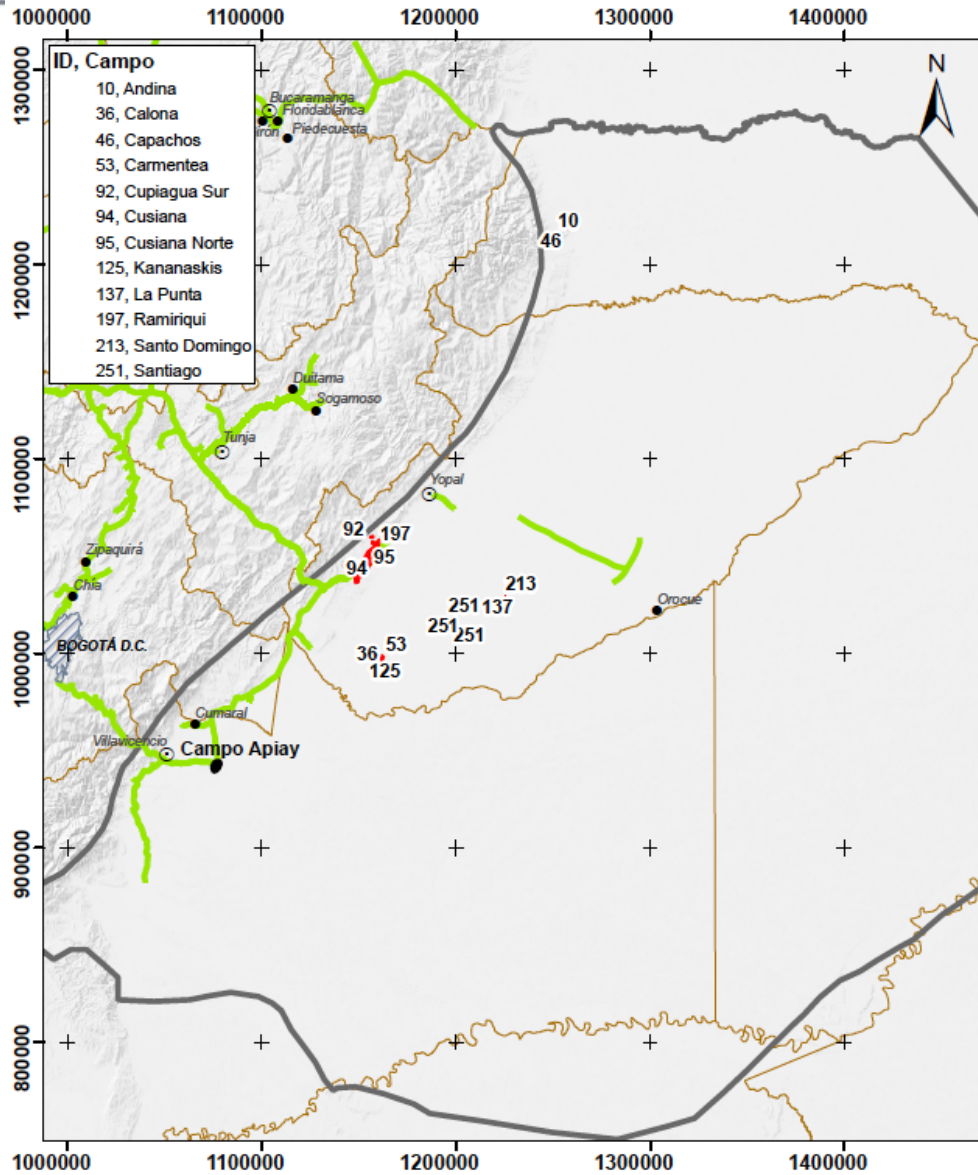 1000000 1100000 1200000 1300000 1400000
ID, Campo
10, Andina
36, Calona
46, Capachos
53, Carmentea
92, Cupiagua Sur
94, Cusiana
95, Cusiana Norte
125, Kananaskis
137, La Punta
197, Ramiriqui
213, Santo Domingo
251, Santiago
N
1300000
Bucaramanga
Floridablanca
iron
Piedecuesta
10
46
1200000
Duitama
Sogamoso
Tunja
1100000
Yopal
92 197
95
94
Zipaquirá
Chía
213
251 137
Orocue
251
251
BOGOTÁ D.C.
53
36
125
1000000
Cumaral
Villavicencio
Campo Apiay
900000
800000
1000000 1100000 1200000 1300000 1400000